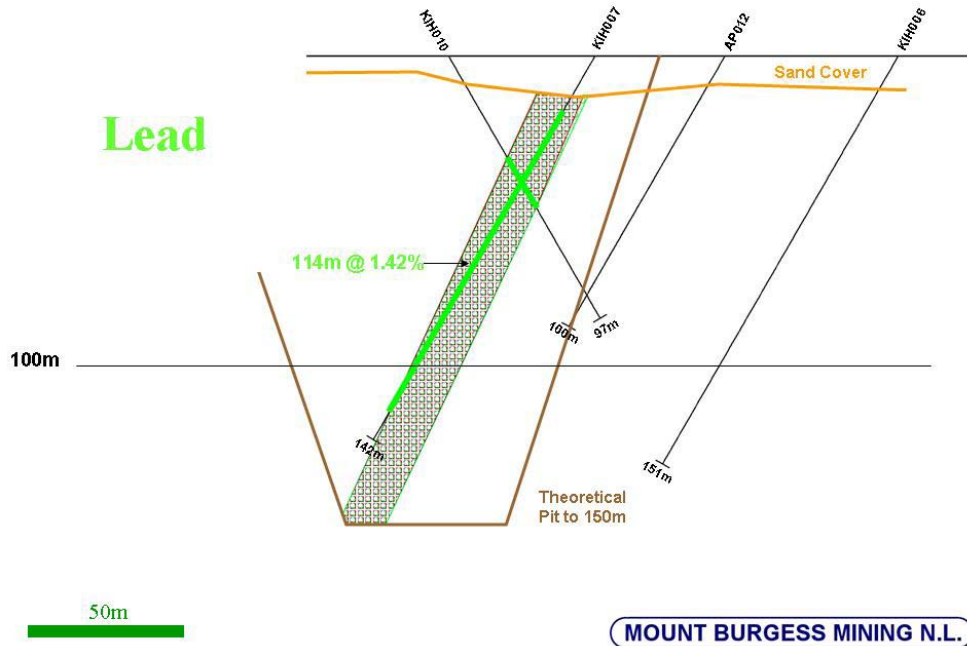 KIH010
KIH007
AP012
KIH006
Sand Cover
Lead
114m @ 1.42%
100m
97m
100m
142m
151m
Theoretical
Pit to 150m
50m
MOUNT BURGESS MINING N.L.